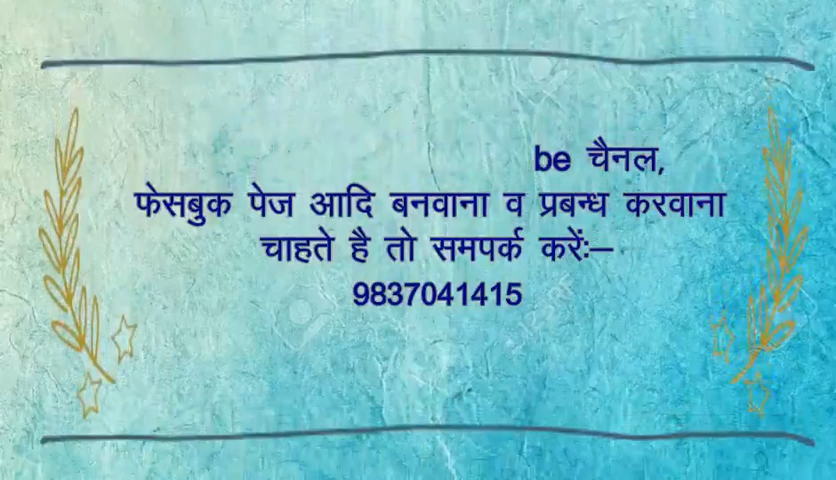 be चैनल,
फेसबुक पेज आदि बनवाना व प्रबन्ध करवाना
चाहते है तो समपर्क करेंः–
9837041415